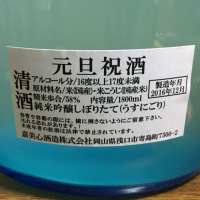 元旦祝酒
清酒
アルコール分/16度以上17度未満
原材料名/米(国産)・米こうじ(国産米)
精米歩合/58% 内容量/1800ml
純米吟醸しぼりたて(うすにごり)
製造年月
2016年12月
嘉美心酒造株式会社岡山県浅口市寄島町7500-2